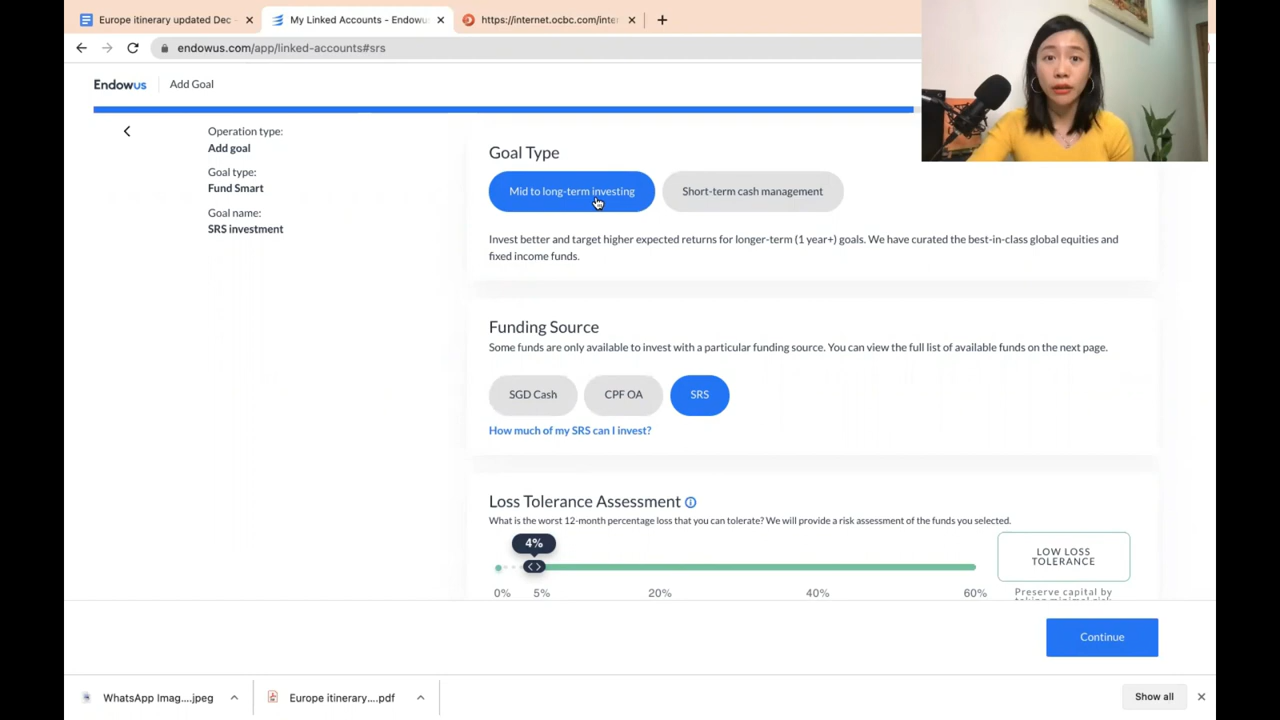 Europe itinerary updated Dec
My Linked Accounts - Endowus
https://internet.ocbc.com/inte
endowus.com/app/linked-accounts#srs
Endowus
Add Goal
Operation type:
Add goal
Goal type:
Fund Smart
Goal name:
SRS investment
Goal Type
Mid to long-term investing
Short-term cash management
Invest better and target higher expected returns for longer-term (1 year+) goals. We have curated the best-in-class global equities and
fixed income funds.
Funding Source
Some funds are only available to invest with a particular funding source. You can view the full list of available funds on the next page.
SGD Cash
CPF OA
SRS
How much of my SRS can I invest?
Loss Tolerance Assessment
What is the worst 12-month percentage loss that you can tolerate? We will provide a risk assessment of the funds you selected.
4%
0%
5%
20%
40%
60%
LOW LOSS
TOLERANCE
Preserve capital by
taking minimal risk
Continue
WhatsApp Imag....jpeg
Europe itinerary....pdf
Show all